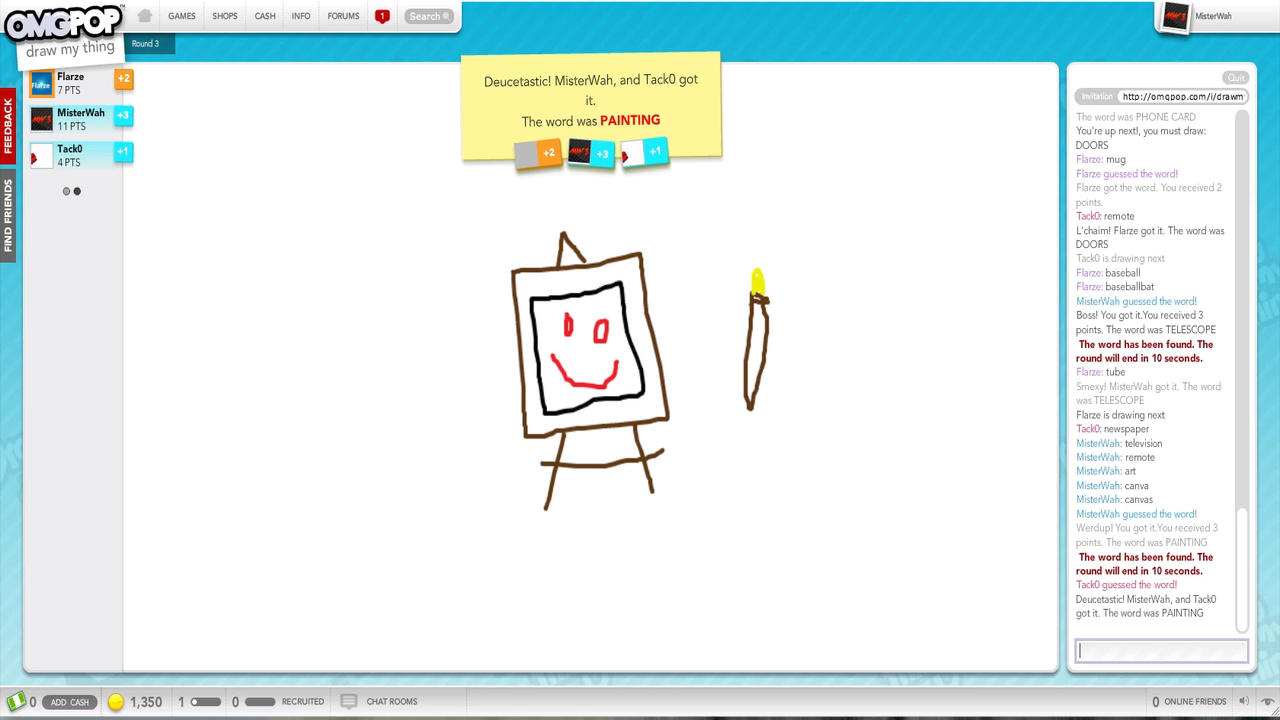 OMGPOP
draw my thing
GAMES
SHOPS
CASH
INFO
FORUMS
1
Search
MisterWah
Round 3
FEEDBACK
FIND FRIENDS
Flarze
7 PTS
+2
MisterWah
11 PTS
+3
Tack0
4 PTS
+1
Flarze
Deucetastic! MisterWah, and Tack0 got
it.
The word was PAINTING
+2
+3
+1
Quit
Invitation
http://omgpop.com/i/drawm
The word was PHONE CARD
You're up next!, you must draw:
DOORS
Flarze: mug
Flarze guessed the word!
Flarze got the word. You received 2
points.
Tack0: remote
L'chaim! Flarze got it. The word was
DOORS
Tack0 is drawing next
Flarze: baseball
Flarze: baseballbat
MisterWah guessed the word!
Boss! You got it.You received 3
points. The word was TELESCOPE
The word has been found. The
round will end in 10 seconds.
Flarze: tube
Smexy! MisterWah got it. The word
was TELESCOPE
Flarze is drawing next
Tack0: newspaper
MisterWah: television
MisterWah: remote
MisterWah: art
MisterWah: canva
MisterWah: canvas
MisterWah guessed the word!
Werdup! You got it.You received 3
points. The word was PAINTING
The word has been found. The
round will end in 10 seconds.
Tack0 guessed the word!
Deucetastic! MisterWah, and Tack0
got it. The word was PAINTING
0
ADD CASH
1,350
1
0
RECRUITED
CHAT ROOMS
0 ONLINE FRIENDS